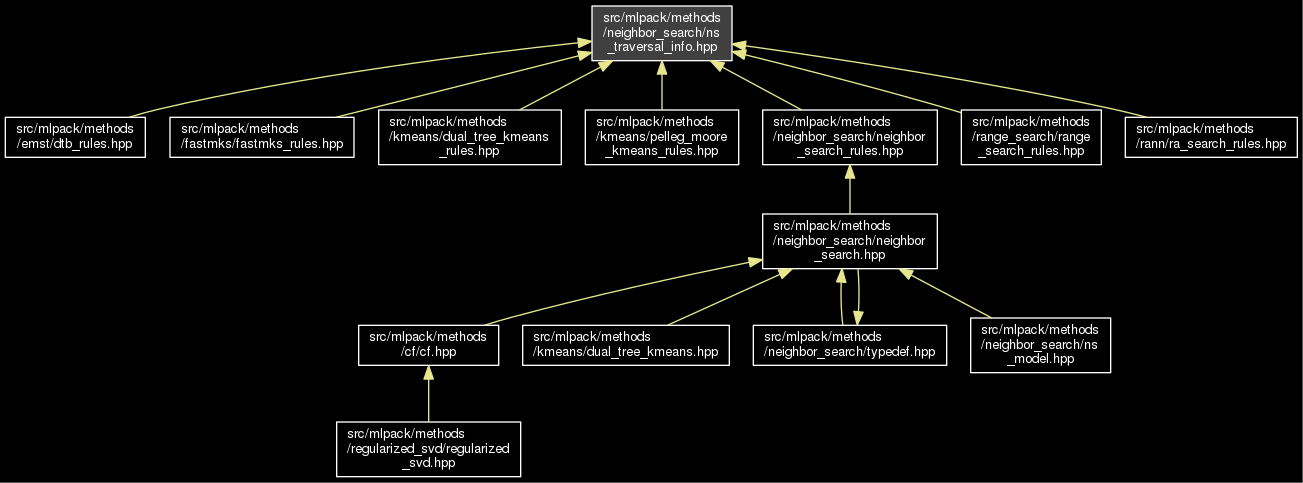 src/mlpack/methods
/neighbor_search/ns
_traversal_info.hpp
src/mlpack/methods
/emst/dtb_rules.hpp
src/mlpack/methods
/fastmks/fastmks_rules.hpp
src/mlpack/methods
/kmeans/dual_tree_kmeans
_rules.hpp
src/mlpack/methods
/kmeans/pelleg_moore
_kmeans_rules.hpp
src/mlpack/methods
/neighbor_search/neighbor
_search_rules.hpp
src/mlpack/methods
/range_search/range
_search_rules.hpp
src/mlpack/methods
/rann/ra_search_rules.hpp
src/mlpack/methods
/neighbor_search/neighbor
_search.hpp
src/mlpack/methods
/cf/cf.hpp
src/mlpack/methods
/kmeans/dual_tree_kmeans.hpp
src/mlpack/methods
/neighbor_search/typedef.hpp
src/mlpack/methods
/neighbor_search/ns
_model.hpp
src/mlpack/methods
/regularized_svd/regularized
_svd.hpp